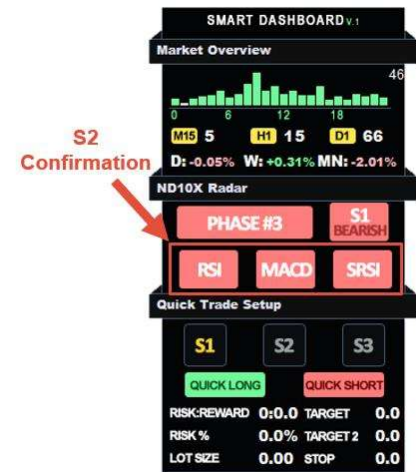 SMART DASHBOARD V.1
Market Overview
46
0 6 12 18
M15 5 H1 15 D1 66
D: -0.05% W: +0.31% MN: -2.01%
S2
Confirmation
ND10X Radar
PHASE #3 S1
BEARISH
RSI MACD SRSI
Quick Trade Setup
S1 S2 S3
QUICK LONG QUICK SHORT
RISK:REWARD 0:0.0 TARGET 0.0
RISK % 0.0% TARGET 2 0.0
LOT SIZE 0.00 STOP 0.0